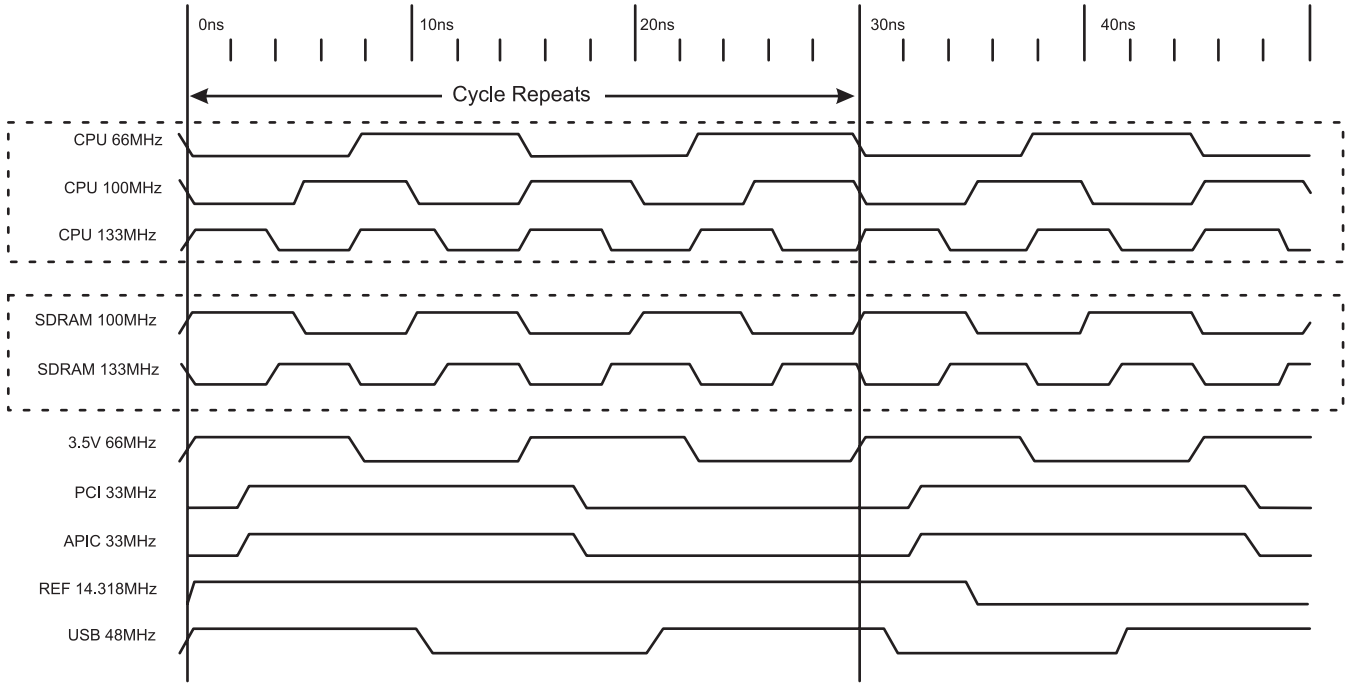 0ns 10ns 20ns 30ns 40ns
Cycle Repeats
CPU 66MHz
CPU 100MHz
CPU 133MHz
SDRAM 100MHz
SDRAM 133MHz
3.5V 66MHz
PCI 33MHz
APIC 33MHz
REF 14.318MHz
USB 48MHz